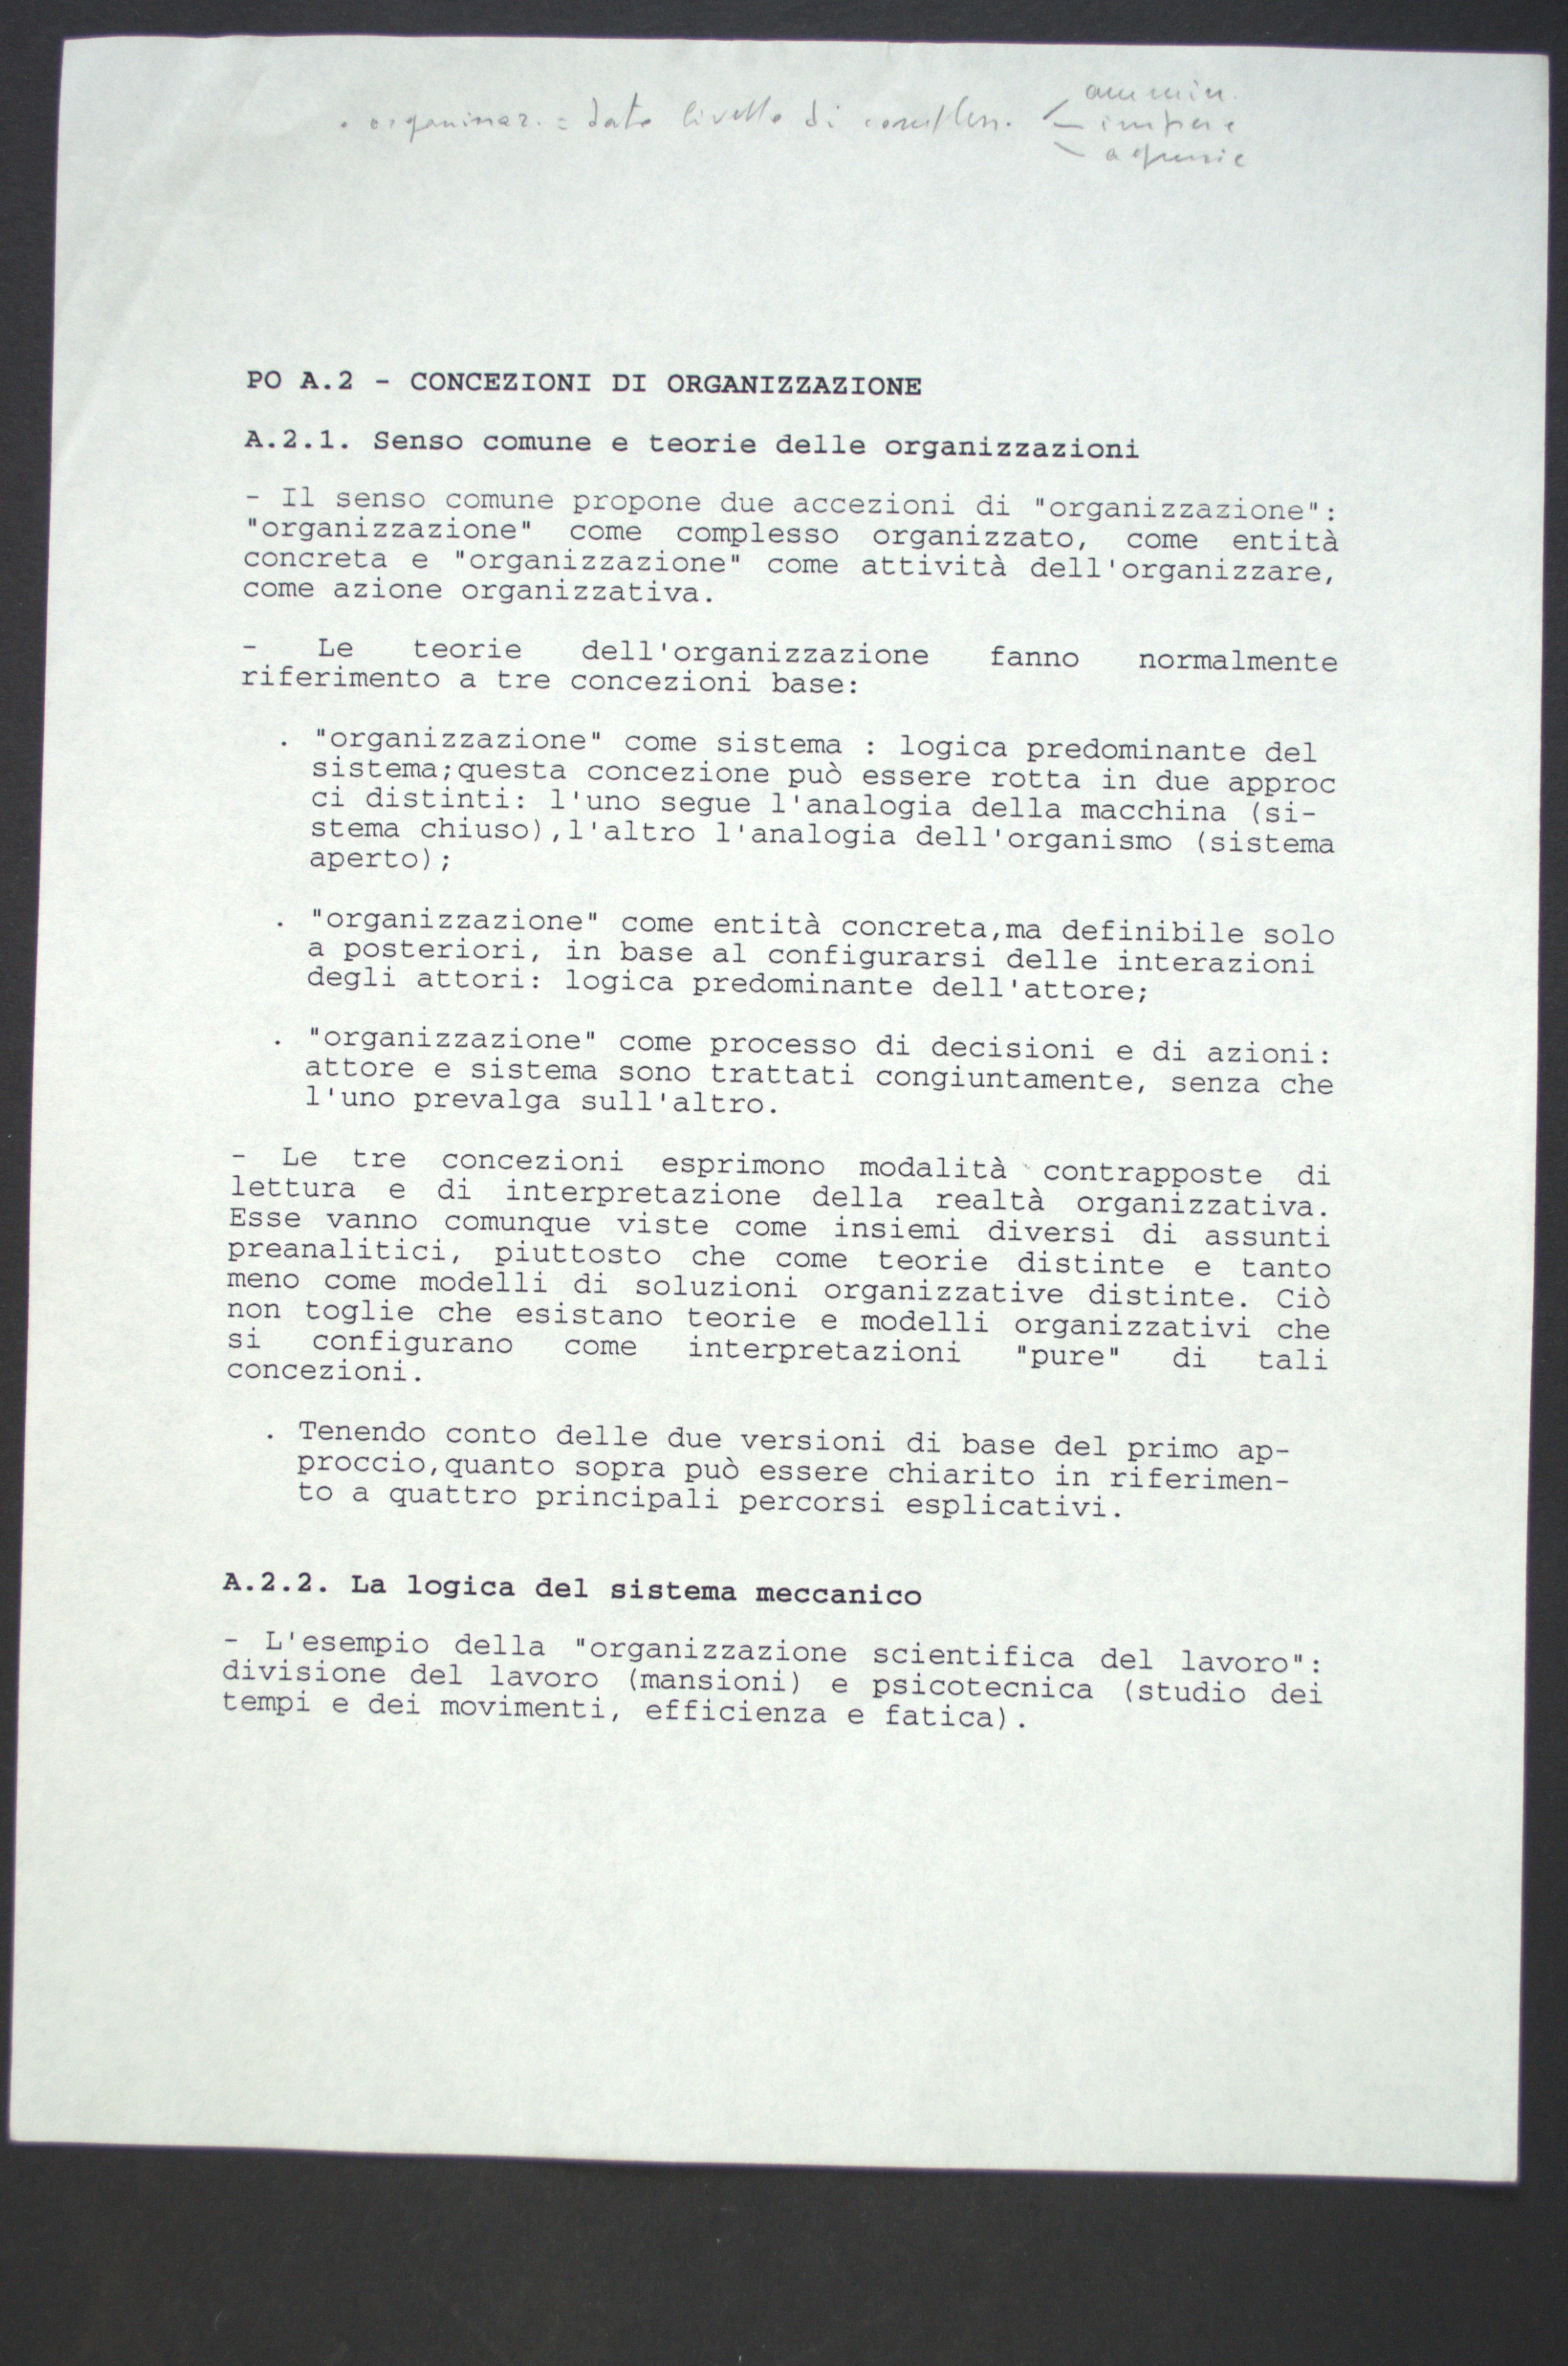 . organizzaz. = dato livello di compless.
ammin.
imprese
agenzie
PO A.2 - CONCEZIONI DI ORGANIZZAZIONE
A.2.1. Senso comune e teorie delle organizzazioni
- Il senso comune propone due accezioni di "organizzazione":
"organizzazione" come complesso organizzato, come entità
concreta e "organizzazione" come attività dell'organizzare,
come azione organizzativa.
- Le teorie dell'organizzazione fanno normalmente
riferimento a tre concezioni base:
. "organizzazione" come sistema : logica predominante del
sistema;questa concezione può essere rotta in due approc
ci distinti: l'uno segue l'analogia della macchina (si-
stema chiuso),l'altro l'analogia dell'organismo (sistema
aperto);
. "organizzazione" come entità concreta,ma definibile solo
a posteriori, in base al configurarsi delle interazioni
degli attori: logica predominante dell'attore;
. "organizzazione" come processo di decisioni e di azioni:
attore e sistema sono trattati congiuntamente, senza che
l'uno prevalga sull'altro.
- Le tre concezioni esprimono modalità contrapposte di
lettura e di interpretazione della realtà organizzativa.
Esse vanno comunque viste come insiemi diversi di assunti
preanalitici, piuttosto che come teorie distinte e tanto
meno come modelli di soluzioni organizzative distinte. Ciò
non toglie che esistano teorie e modelli organizzativi che
si configurano come interpretazioni "pure" di tali
concezioni.
. Tenendo conto delle due versioni di base del primo ap-
proccio,quanto sopra può essere chiarito in riferimen-
to a quattro principali percorsi esplicativi.
A.2.2. La logica del sistema meccanico
- L'esempio della "organizzazione scientifica del lavoro":
divisione del lavoro (mansioni) e psicotecnica (studio dei
tempi e dei movimenti, efficienza e fatica).